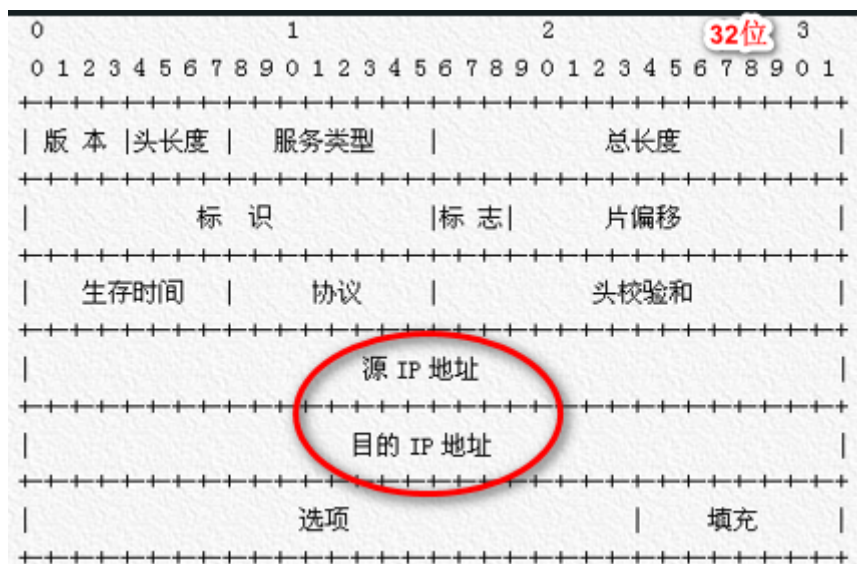 0 1 2 32位 3
0 1 2 3 4 5 6 7 8 9 0 1 2 3 4 5 6 7 8 9 0 1 2 3 4 5 6 7 8 9 0 1
+-+-+-+-+-+-+-+-+-+-+-+-+-+-+-+-+-+-+-+-+-+-+-+-+-+-+-+-+-+-+-+-+
| 版 本 |头长度 | 服务类型 | 总长度 |
+-+-+-+-+-+-+-+-+-+-+-+-+-+-+-+-+-+-+-+-+-+-+-+-+-+-+-+-+-+-+-+-+
| 标 识 |标 志| 片偏移 |
+-+-+-+-+-+-+-+-+-+-+-+-+-+-+-+-+-+-+-+-+-+-+-+-+-+-+-+-+-+-+-+-+
| 生存时间 | 协议 | 头校验和 |
+-+-+-+-+-+-+-+-+-+-+-+-+-+-+-+-+-+-+-+-+-+-+-+-+-+-+-+-+-+-+-+-+
| 源 IP 地址 |
+-+-+-+-+-+-+-+-+-+-+-+-+-+-+-+-+-+-+-+-+-+-+-+-+-+-+-+-+-+-+-+-+
| 目的 IP 地址 |
+-+-+-+-+-+-+-+-+-+-+-+-+-+-+-+-+-+-+-+-+-+-+-+-+-+-+-+-+-+-+-+-+
| 选项 | 填充 |
+-+-+-+-+-+-+-+-+-+-+-+-+-+-+-+-+-+-+-+-+-+-+-+-+-+-+-+-+-+-+-+-+